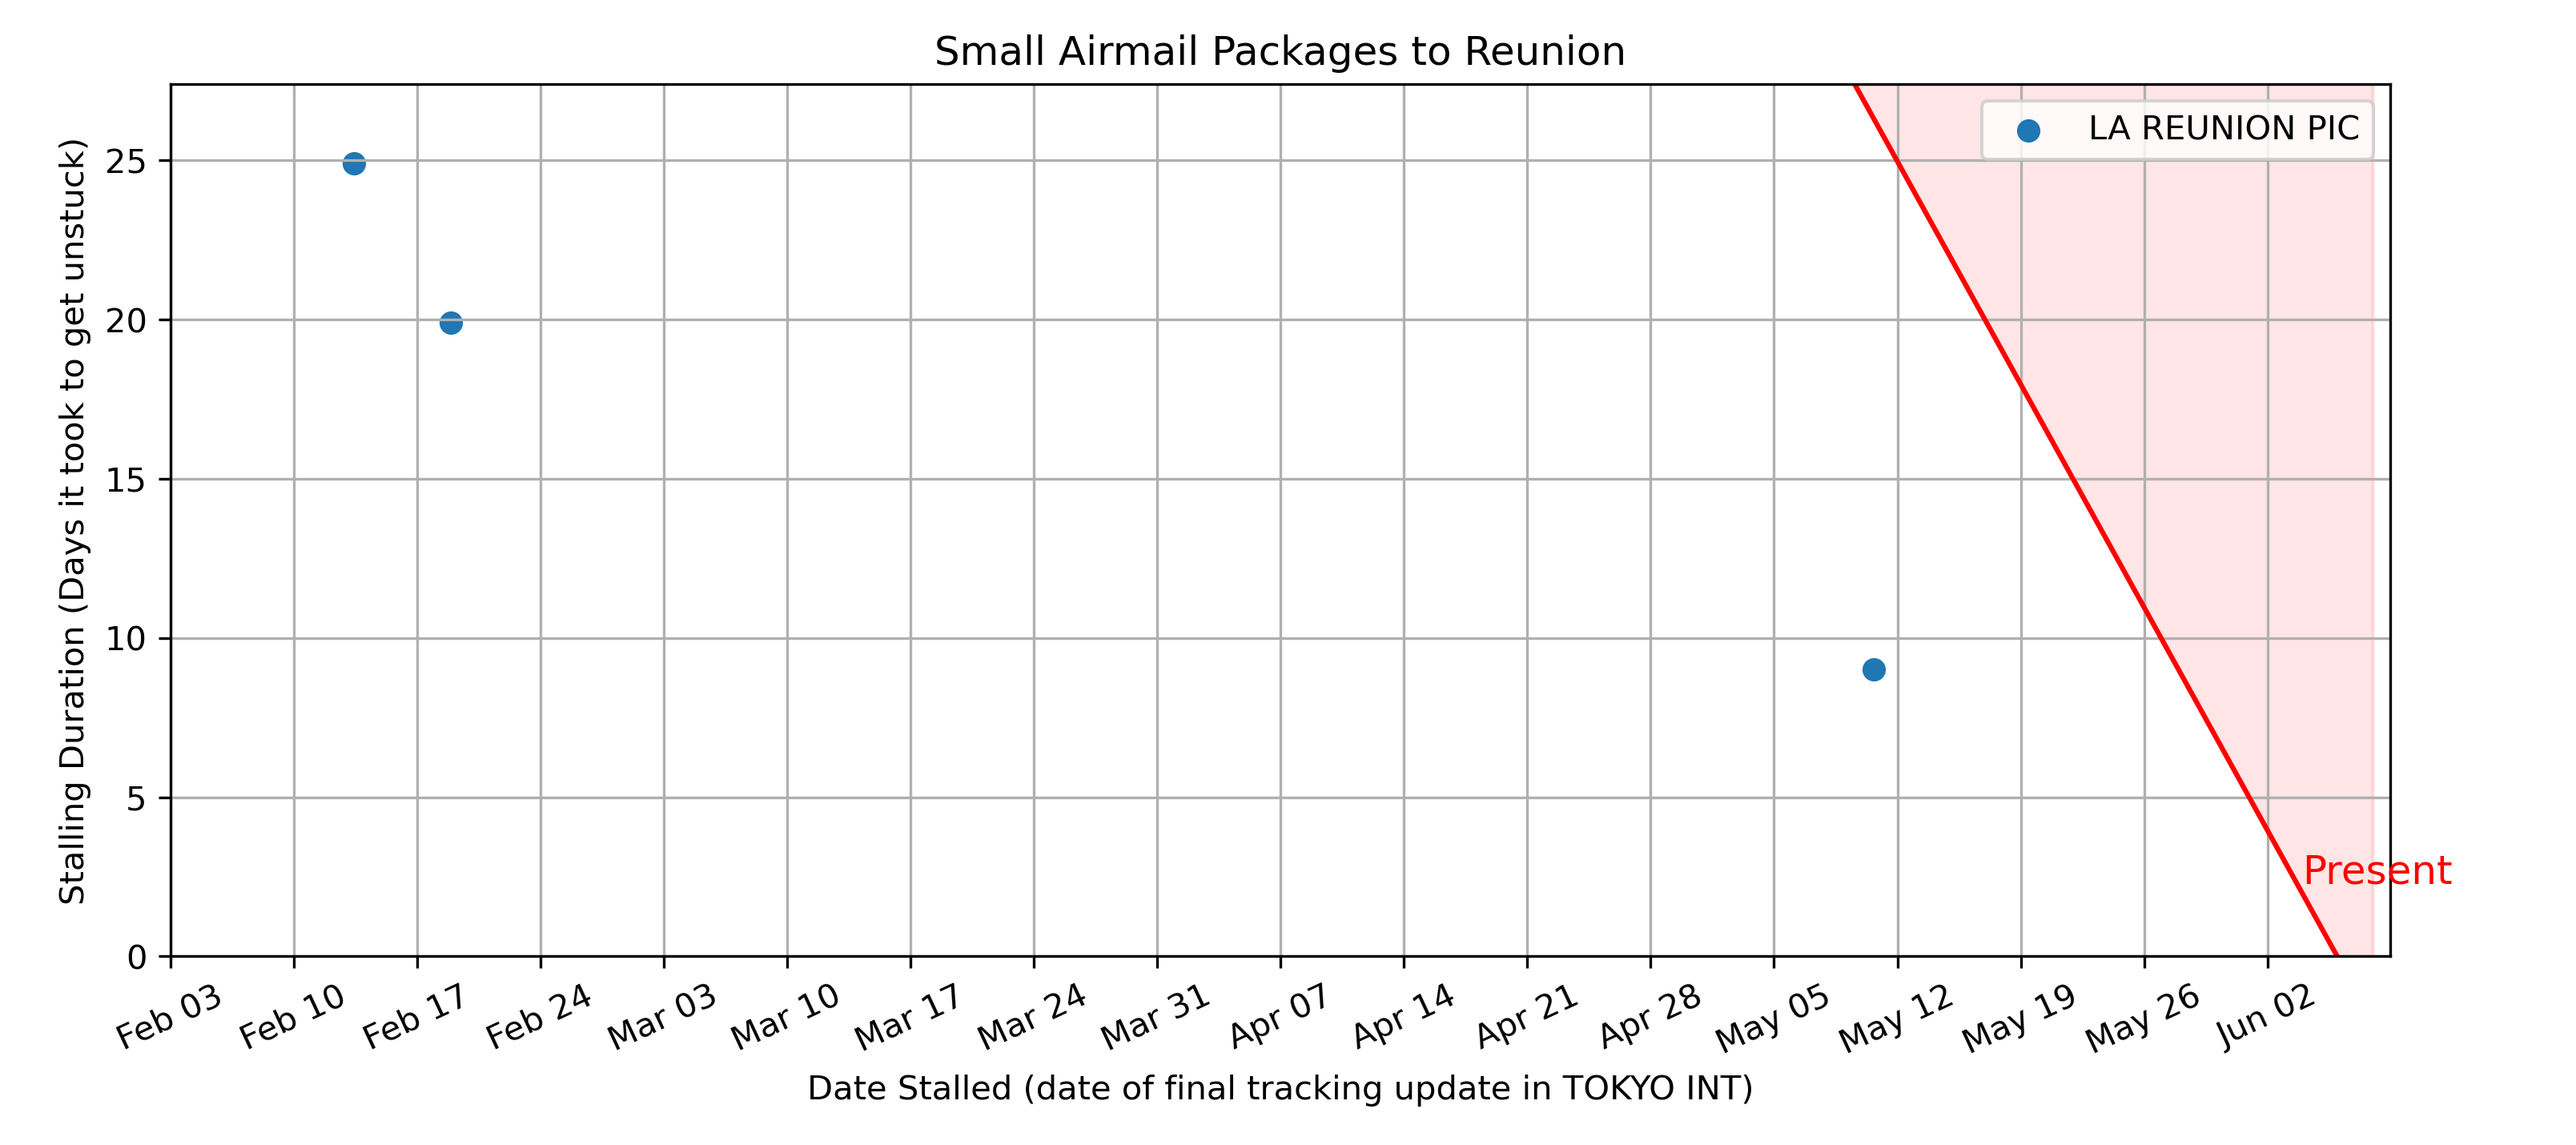 Small Airmail Packages to Reunion
LA REUNION PIC
Stalling Duration (Days it took to get unstuck)
25
20
15
10
5
0
Present
Feb 03
Feb 10
Feb 17
Feb 24
Mar 03
Mar 10
Mar 17
Mar 24
Mar 31
Apr 07
Apr 14
Apr 21
Apr 28
May 05
May 12
May 19
May 26
Jun 02
Date Stalled (date of final tracking update in TOKYO INT)